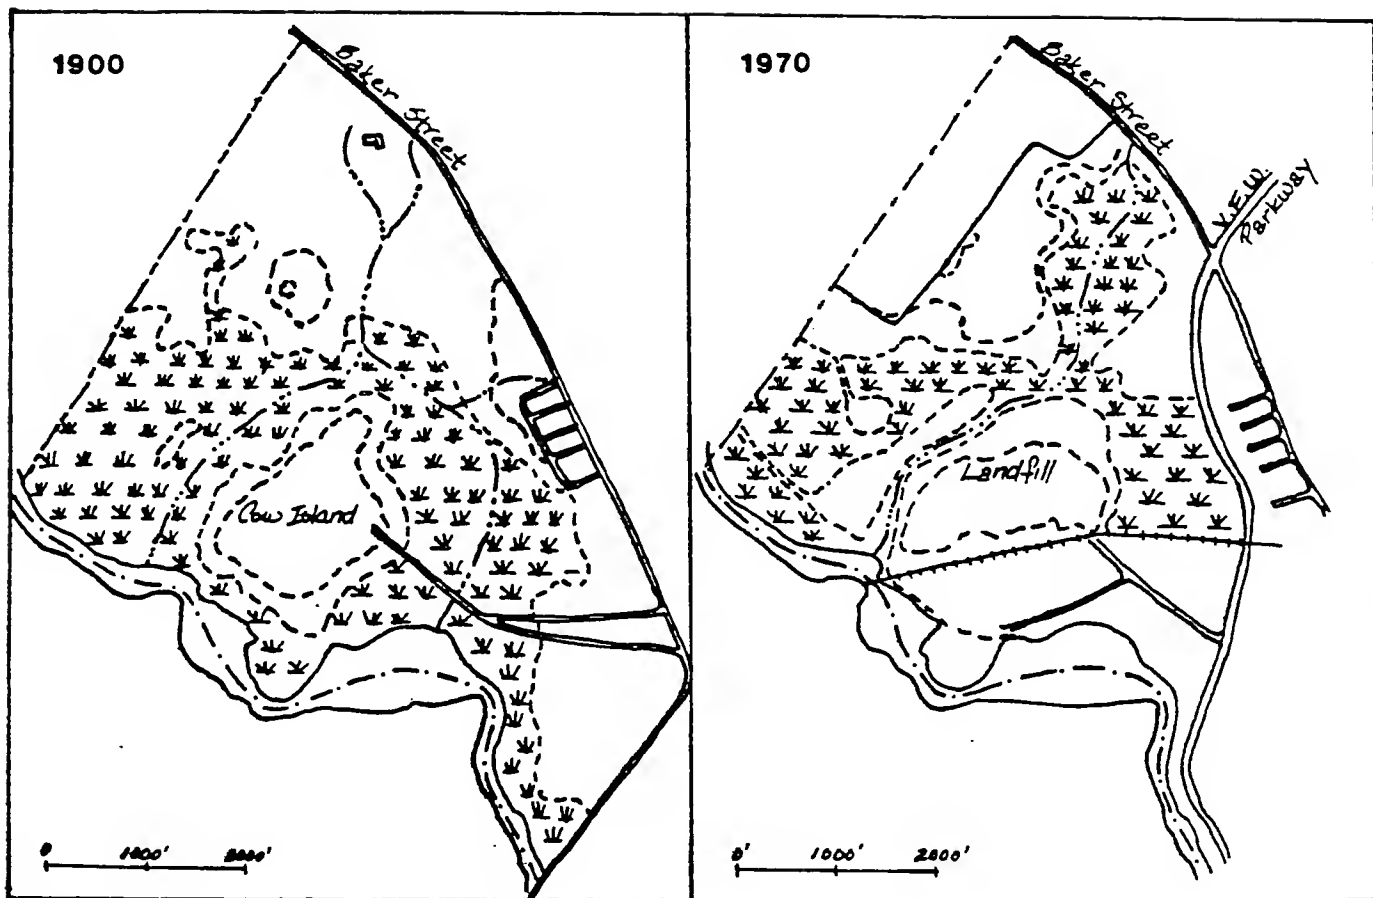 1900
Baker Street
Cow Island
0 1000' 2000'
1970
Baker Street
V.F.W.
Parkway
Landfill
0' 1000' 2000'